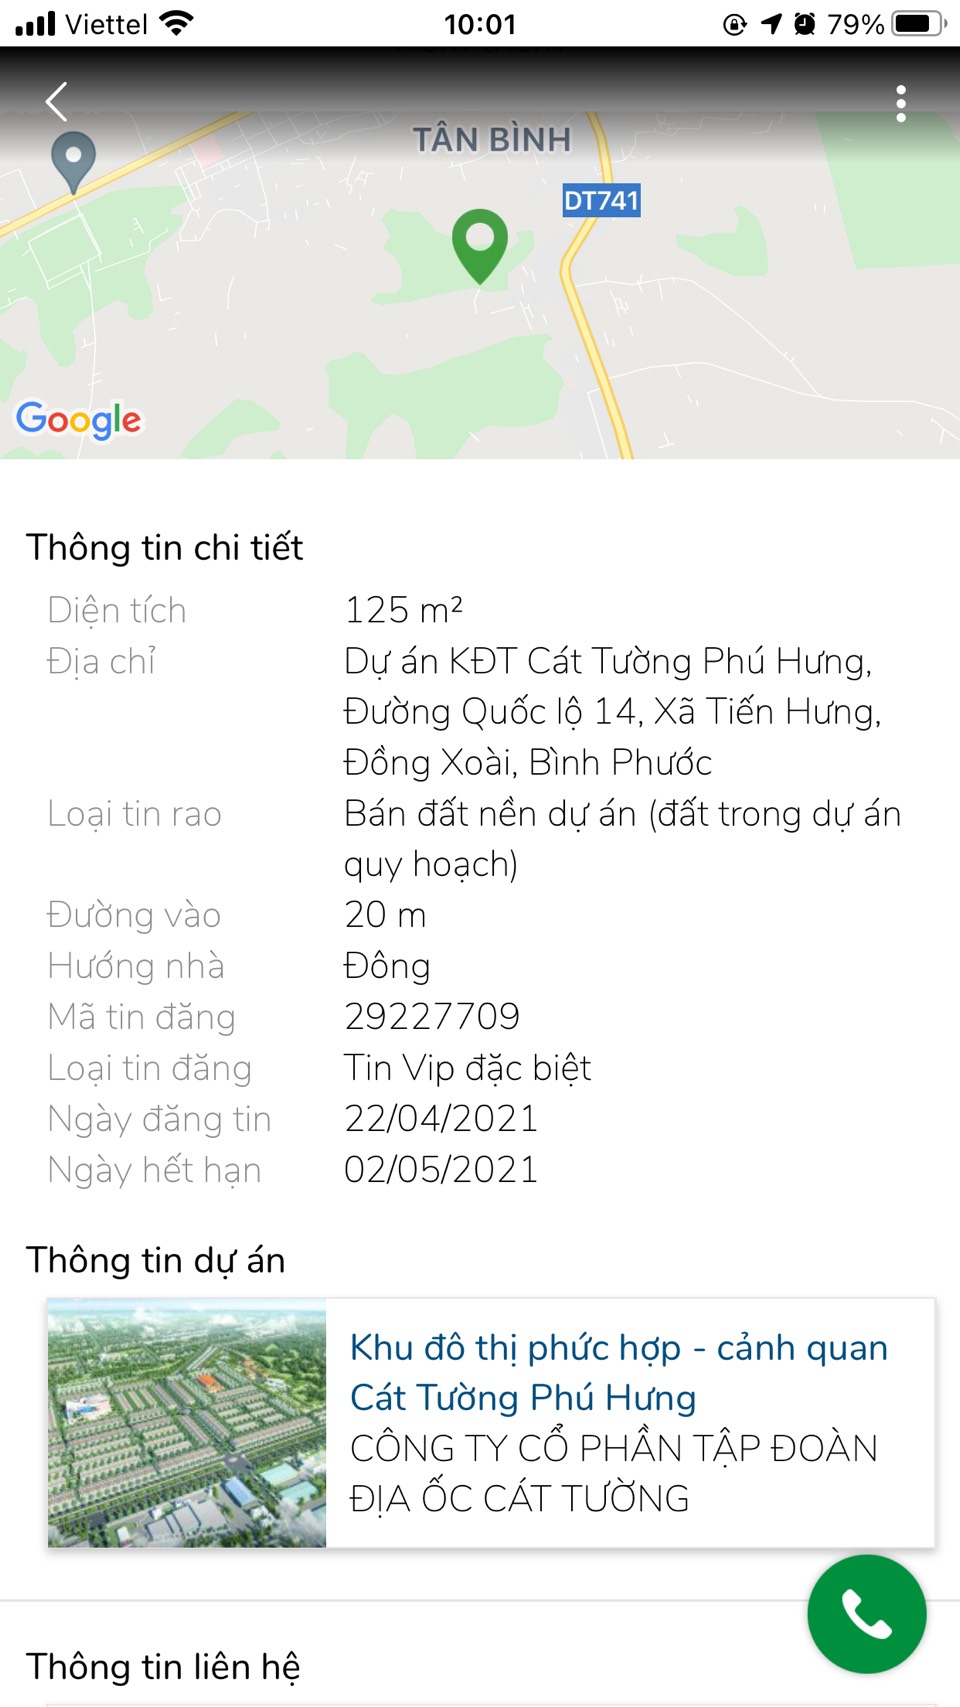 Viettel 10:01 79%
TÂN BÌNH
DT741
Google
Thông tin chi tiết
Diện tích 125 m²
Địa chỉ Dự án KĐT Cát Tường Phú Hưng,
Đường Quốc lộ 14, Xã Tiến Hưng,
Đồng Xoài, Bình Phước
Loại tin rao Bán đất nền dự án (đất trong dự án
quy hoạch)
Đường vào 20 m
Hướng nhà Đông
Mã tin đăng 29227709
Loại tin đăng Tin Vip đặc biệt
Ngày đăng tin 22/04/2021
Ngày hết hạn 02/05/2021
Thông tin dự án
Khu đô thị phức hợp - cảnh quan
Cát Tường Phú Hưng
CÔNG TY CỔ PHẦN TẬP ĐOÀN
ĐỊA ỐC CÁT TƯỜNG
Thông tin liên hệ